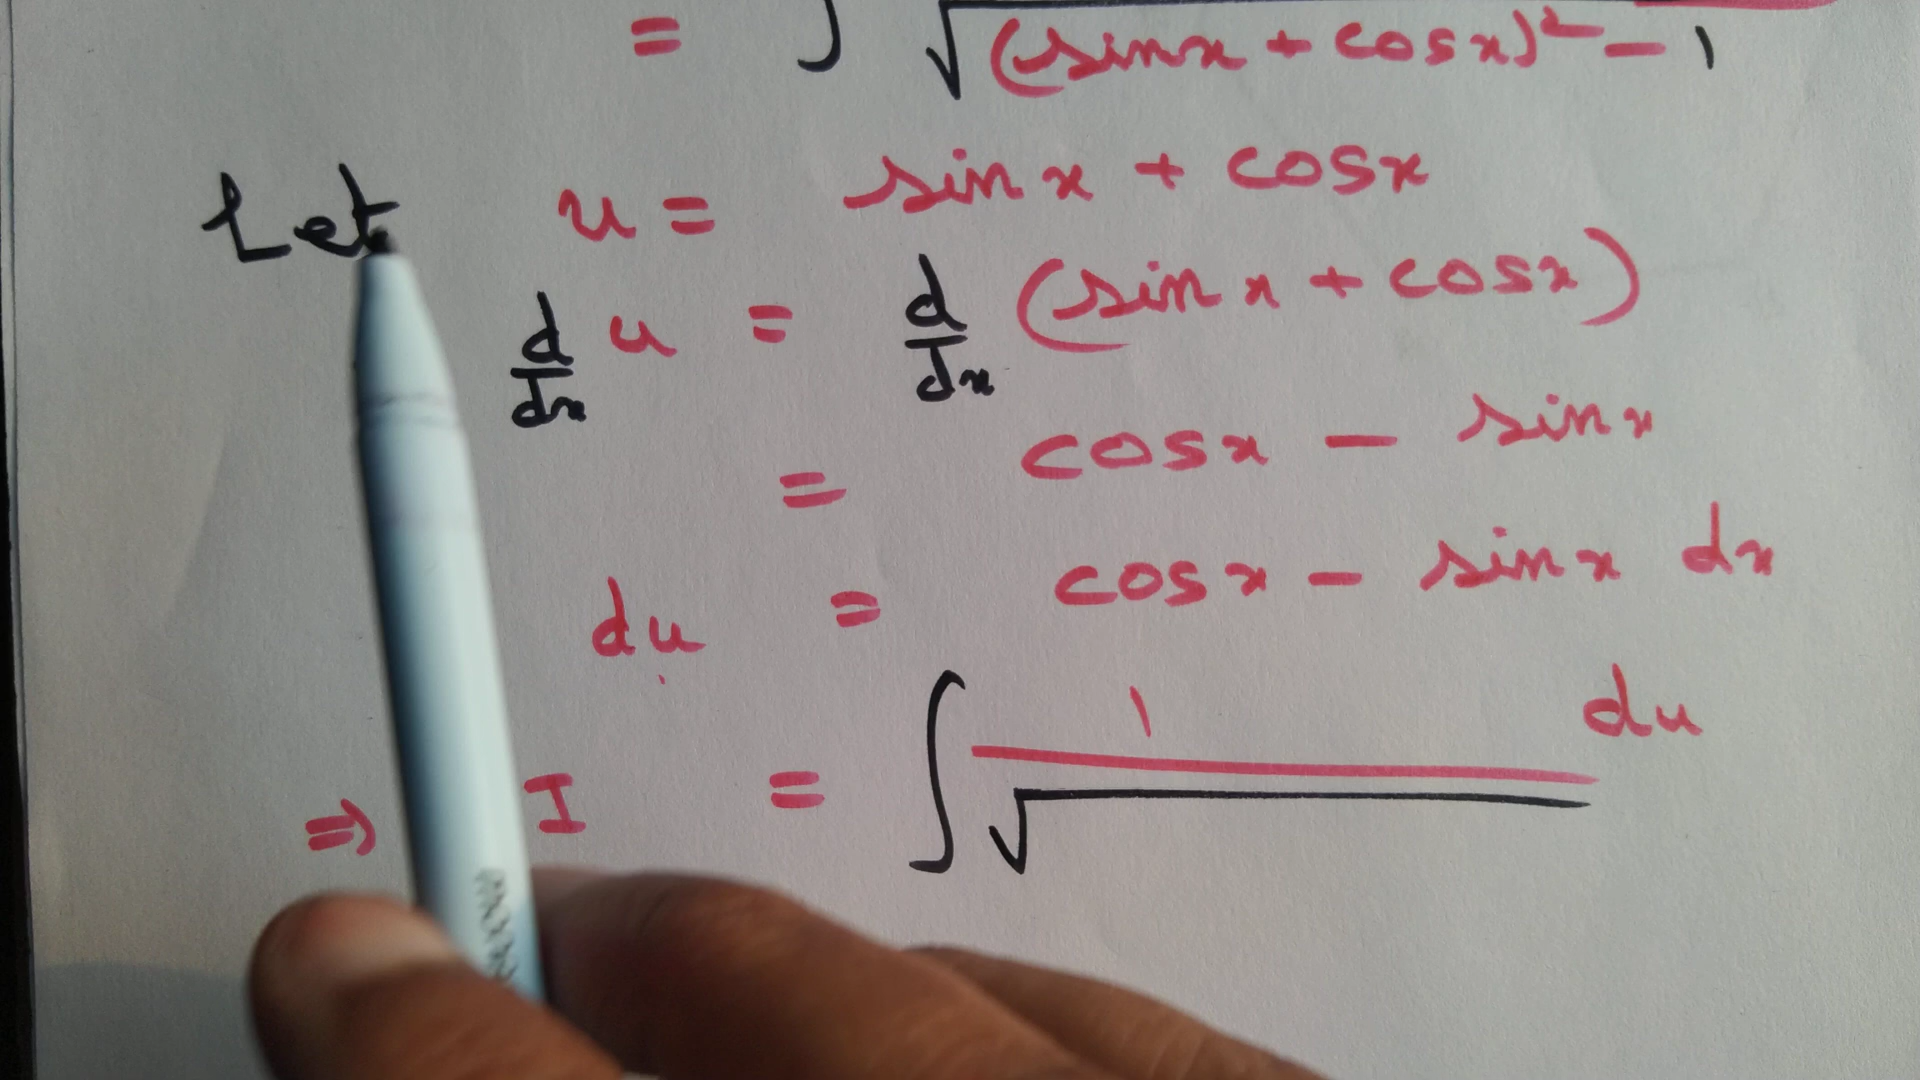 = ∫ √(sinx + cosx)² - 1
Let u = sinx + cosx
d/dx u = d/dx (sinx + cosx)
= cosx - sinx
du = cosx - sinx dx
⇒ I = ∫ 1/√ du